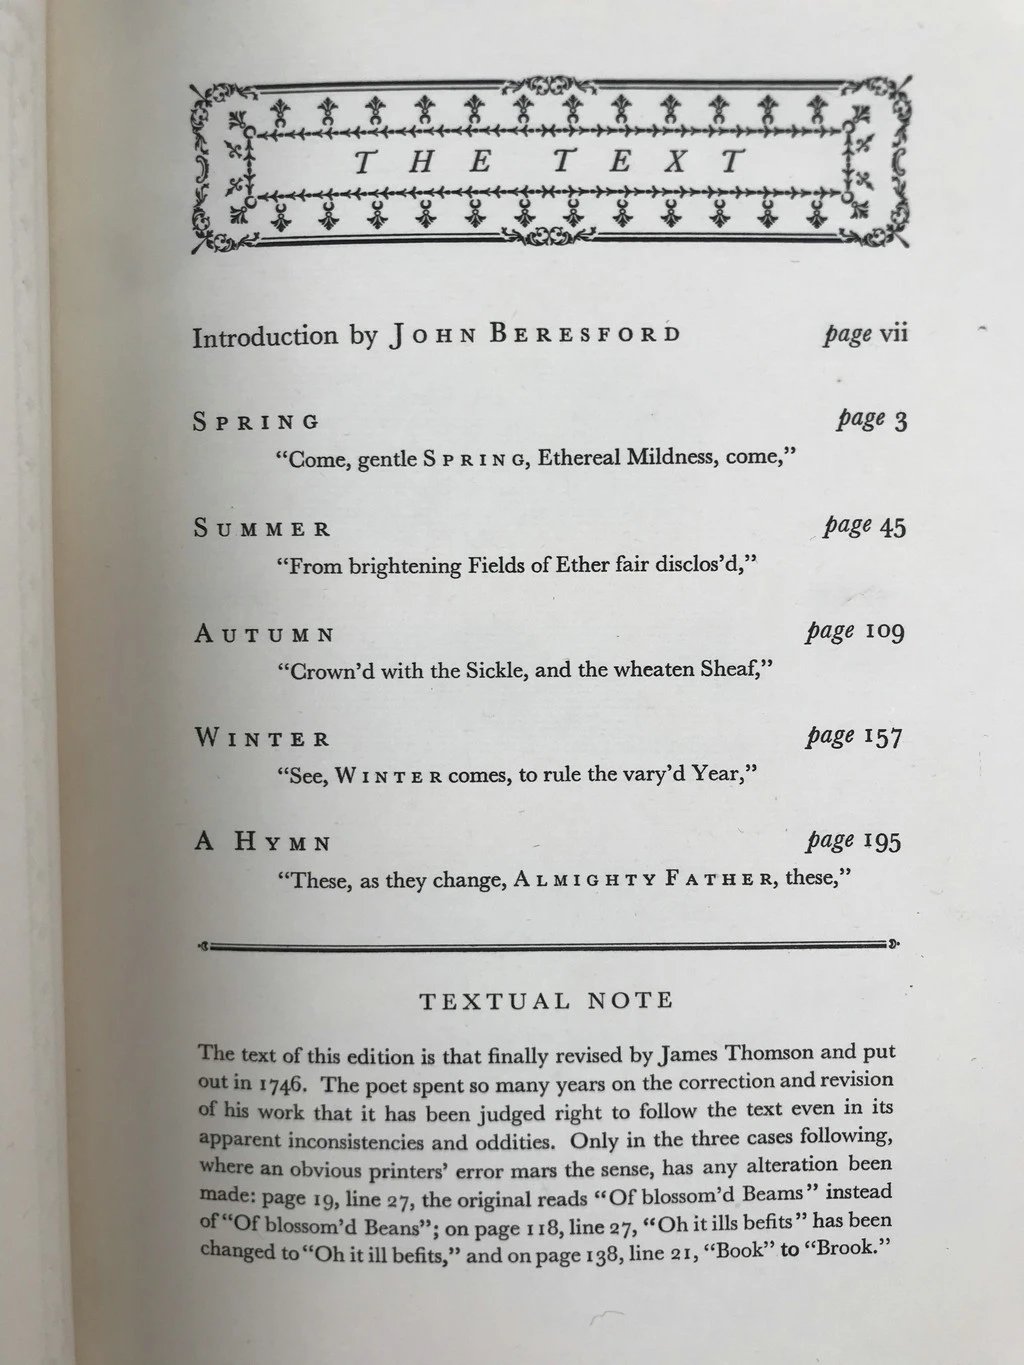 THE TEXT
Introduction by JOHN BERESFORD page vii
SPRING page 3
“Come, gentle SPRING, Ethereal Mildness, come,”
SUMMER page 45
“From brightening Fields of Ether fair disclos’d,”
AUTUMN page 109
“Crown’d with the Sickle, and the wheaten Sheaf,”
WINTER page 157
“See, WINTER comes, to rule the vary’d Year,”
A HYMN page 195
“These, as they change, ALMIGHTY FATHER, these,”
TEXTUAL NOTE
The text of this edition is that finally revised by James Thomson and put
out in 1746. The poet spent so many years on the correction and revision
of his work that it has been judged right to follow the text even in its
apparent inconsistencies and oddities. Only in the three cases following,
where an obvious printers’ error mars the sense, has any alteration been
made: page 19, line 27, the original reads “Of blossom’d Beams” instead
of “Of blossom’d Beans”; on page 118, line 27, “Oh it ills befits” has been
changed to “Oh it ill befits,” and on page 138, line 21, “Book” to “Brook.”